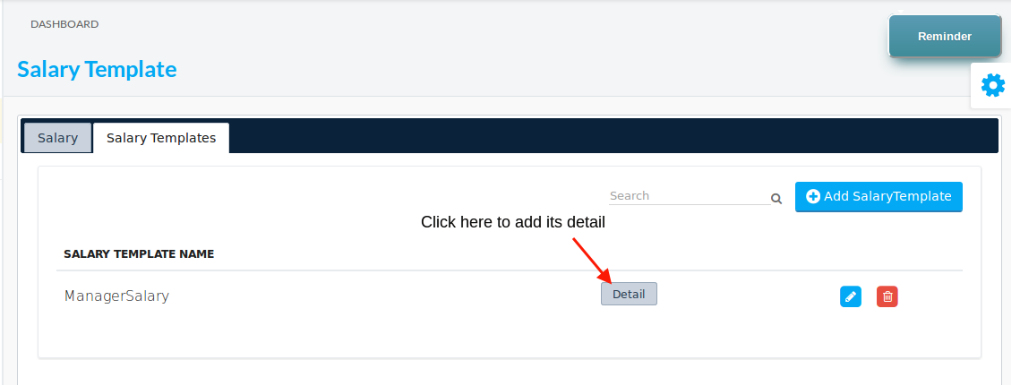 DASHBOARD
Reminder
Salary Template
Salary
Salary Templates
Search
Add SalaryTemplate
Click here to add its detail
SALARY TEMPLATE NAME
ManagerSalary
Detail